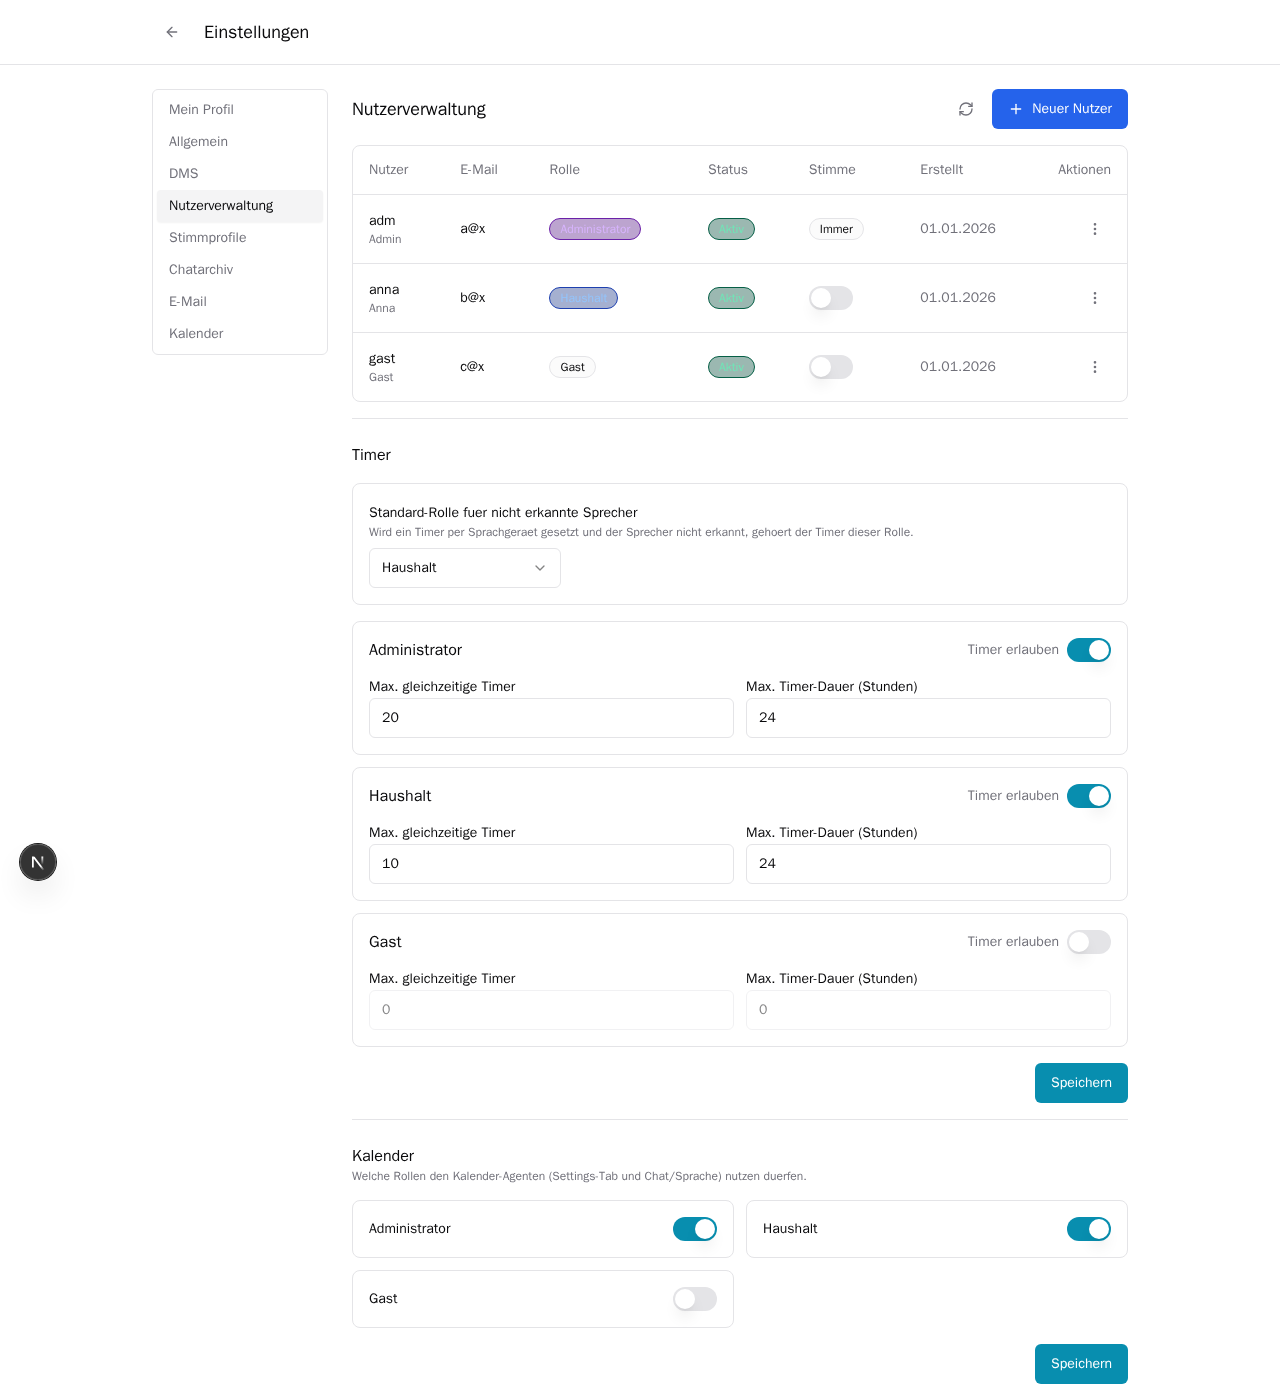 Einstellungen
Mein Profil
Allgemein
DMS
Nutzerverwaltung
Stimmprofile
Chatarchiv
E-Mail
Kalender
Nutzerverwaltung
Neuer Nutzer
Nutzer E-Mail Rolle Status Stimme Erstellt Aktionen
adm
Admin
a@x Administrator Aktiv Immer 01.01.2026
anna
Anna
b@x Haushalt Aktiv 01.01.2026
gast
Gast
c@x Gast Aktiv 01.01.2026
Timer
Standard-Rolle fuer nicht erkannte Sprecher
Wird ein Timer per Sprachgeraet gesetzt und der Sprecher nicht erkannt, gehoert der Timer dieser Rolle.
Haushalt
Administrator Timer erlauben
Max. gleichzeitige Timer Max. Timer-Dauer (Stunden)
20 24
Haushalt Timer erlauben
Max. gleichzeitige Timer Max. Timer-Dauer (Stunden)
10 24
Gast Timer erlauben
Max. gleichzeitige Timer Max. Timer-Dauer (Stunden)
0 0
Speichern
Kalender
Welche Rollen den Kalender-Agenten (Settings-Tab und Chat/Sprache) nutzen duerfen.
Administrator Haushalt
Gast
Speichern
N